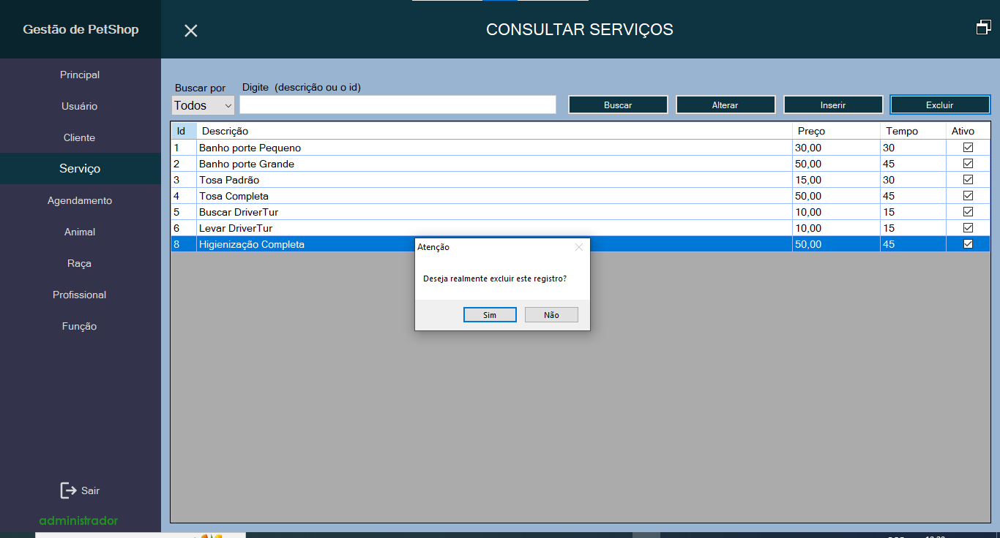 Gestão de PetShop
CONSULTAR SERVIÇOS
Principal
Usuário
Cliente
Serviço
Agendamento
Animal
Raça
Profissional
Função
Sair
administrador
Buscar por
Digite (descrição ou o id)
Todos
Buscar
Alterar
Inserir
Excluir
Id Descrição Preço Tempo Ativo
1 Banho porte Pequeno 30,00 30
2 Banho porte Grande 50,00 45
3 Tosa Padrão 15,00 30
4 Tosa Completa 50,00 45
5 Buscar DriverTur 10,00 15
6 Levar DriverTur 10,00 15
8 Higienização Completa 50,00 45
Atenção
Deseja realmente excluir este registro?
Sim
Não